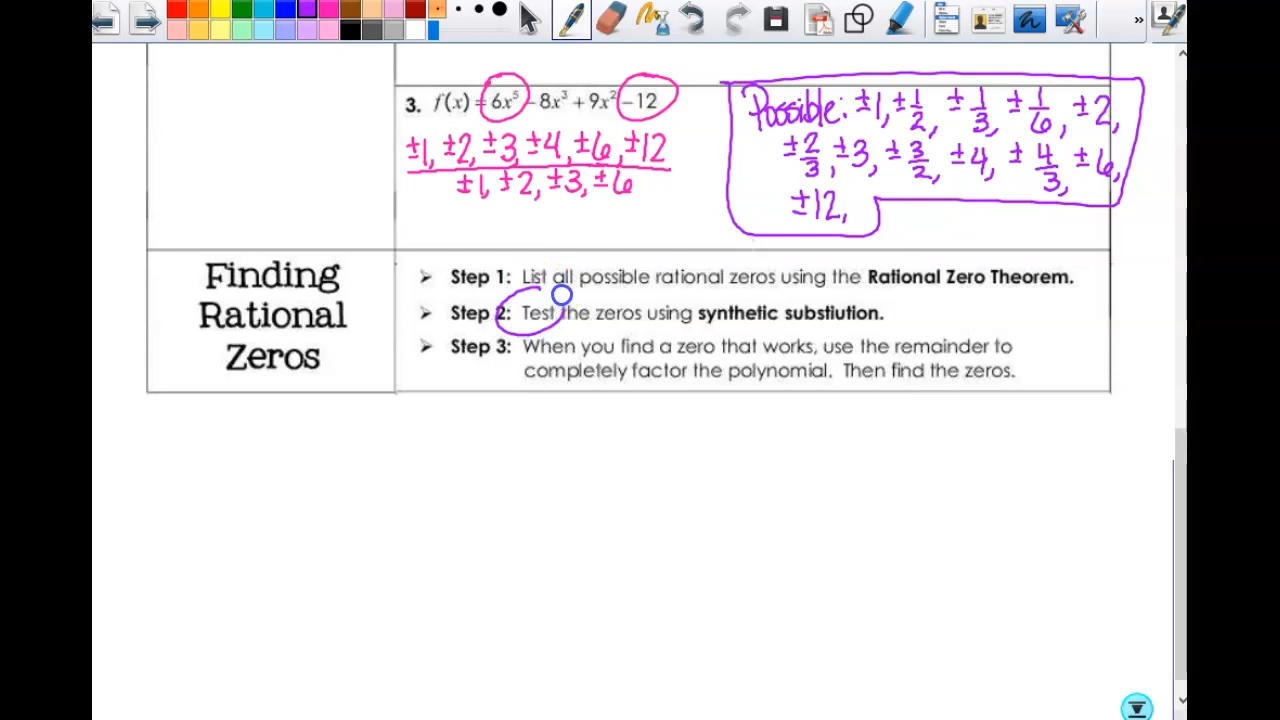 3. f(x) = 6x⁵ − 8x³ + 9x² − 12
±1, ±2, ±3, ±4, ±6, ±12
±1, ±2, ±3, ±6
Possible: ±1, ±1/2, ±1/3, ±1/6, ±2,
±2/3, ±3, ±3/2, ±4, ±4/3, ±6,
±12,
Finding
Rational
Zeros
➢ Step 1: List all possible rational zeros using the Rational Zero Theorem.
➢ Step 2: Test the zeros using synthetic substiution.
➢ Step 3: When you find a zero that works, use the remainder to
completely factor the polynomial. Then find the zeros.